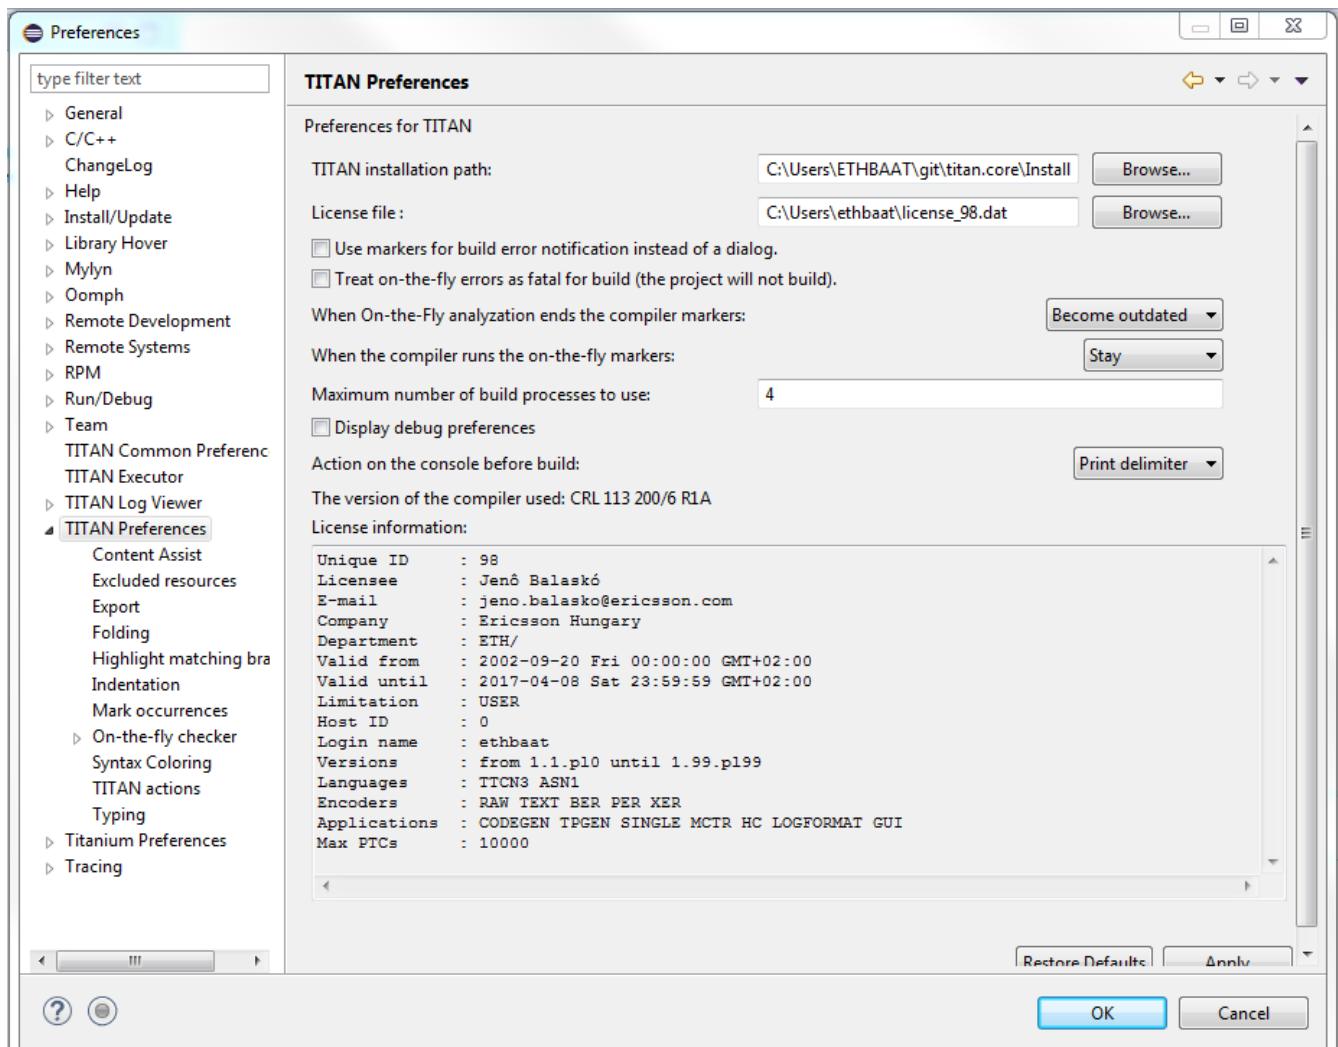 Preferences
type filter text
General
C/C++
ChangeLog
Help
Install/Update
Library Hover
Mylyn
Oomph
Remote Development
Remote Systems
RPM
Run/Debug
Team
TITAN Common Preferenc
TITAN Executor
TITAN Log Viewer
TITAN Preferences
Content Assist
Excluded resources
Export
Folding
Highlight matching bra
Indentation
Mark occurrences
On-the-fly checker
Syntax Coloring
TITAN actions
Typing
Titanium Preferences
Tracing
TITAN Preferences
Preferences for TITAN
TITAN installation path: C:\Users\ETHBAAT\git\titan.core\Install Browse...
License file : C:\Users\ethbaat\license_98.dat Browse...
Use markers for build error notification instead of a dialog.
Treat on-the-fly errors as fatal for build (the project will not build).
When On-the-Fly analyzation ends the compiler markers: Become outdated
When the compiler runs the on-the-fly markers: Stay
Maximum number of build processes to use: 4
Display debug preferences
Action on the console before build: Print delimiter
The version of the compiler used: CRL 113 200/6 R1A
License information:
Unique ID : 98
Licensee : Jenô Balaskó
E-mail : jeno.balasko@ericsson.com
Company : Ericsson Hungary
Department : ETH/
Valid from : 2002-09-20 Fri 00:00:00 GMT+02:00
Valid until : 2017-04-08 Sat 23:59:59 GMT+02:00
Limitation : USER
Host ID : 0
Login name : ethbaat
Versions : from 1.1.pl0 until 1.99.pl99
Languages : TTCN3 ASN1
Encoders : RAW TEXT BER PER XER
Applications : CODEGEN TPGEN SINGLE MCTR HC LOGFORMAT GUI
Max PTCs : 10000
Restore Defaults Apply
OK Cancel